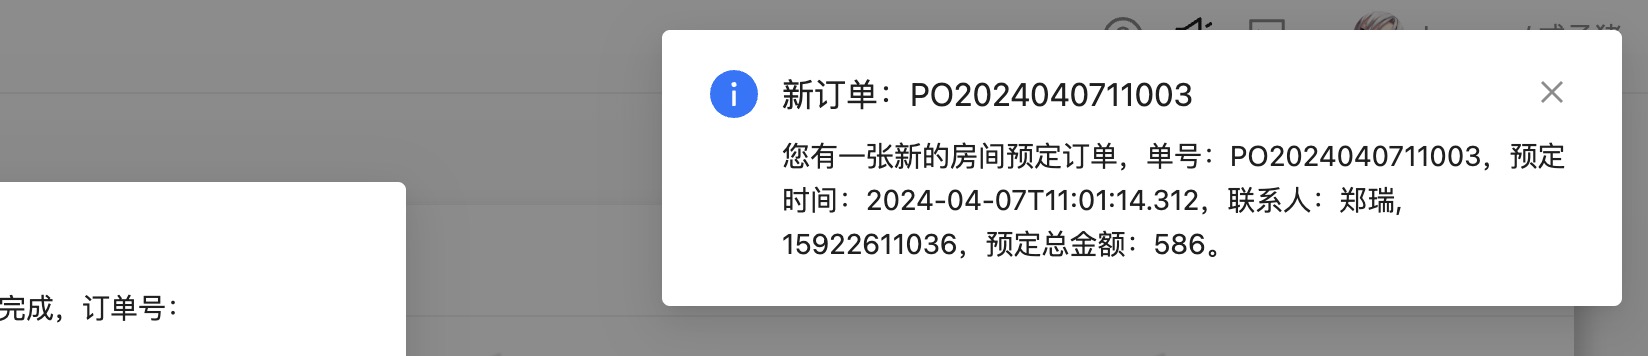 新订单：PO2024040711003
您有一张新的房间预定订单，单号：PO2024040711003，预定
时间：2024-04-07T11:01:14.312，联系人：郑瑞,
15922611036，预定总金额：586。
完成，订单号：